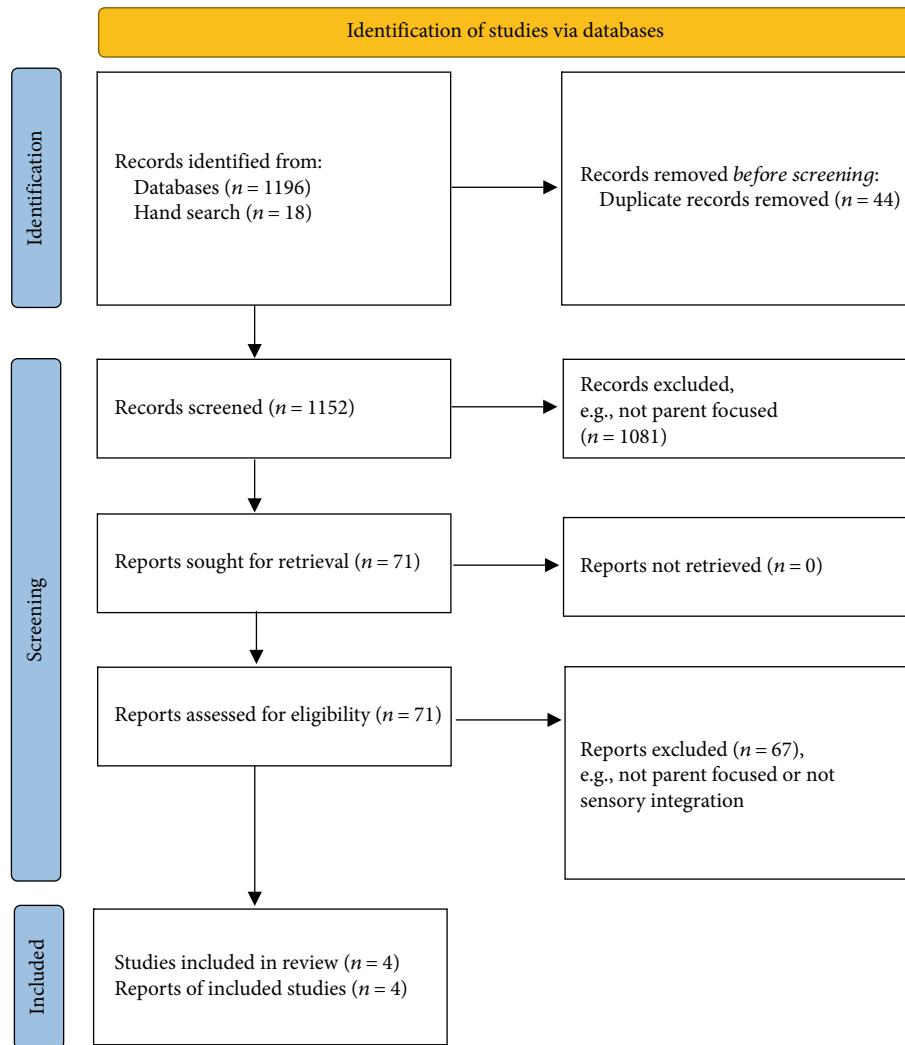 Identification of studies via databases
Identification
Records identified from:
Databases (n = 1196)
Hand search (n = 18)
Records removed before screening:
Duplicate records removed (n = 44)
Screening
Records screened (n = 1152)
Records excluded,
e.g., not parent focused
(n = 1081)
Reports sought for retrieval (n = 71)
Reports not retrieved (n = 0)
Reports assessed for eligibility (n = 71)
Reports excluded (n = 67),
e.g., not parent focused or not
sensory integration
Included
Studies included in review (n = 4)
Reports of included studies (n = 4)